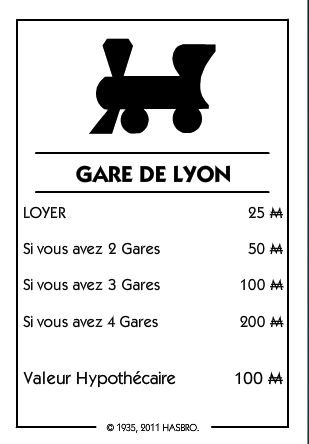 GARE DE LYON
LOYER 25 ₩
Si vous avez 2 Gares 50 ₩
Si vous avez 3 Gares 100 ₩
Si vous avez 4 Gares 200 ₩
Valeur Hypothécaire 100 ₩
© 1935, 2011 HASBRO.